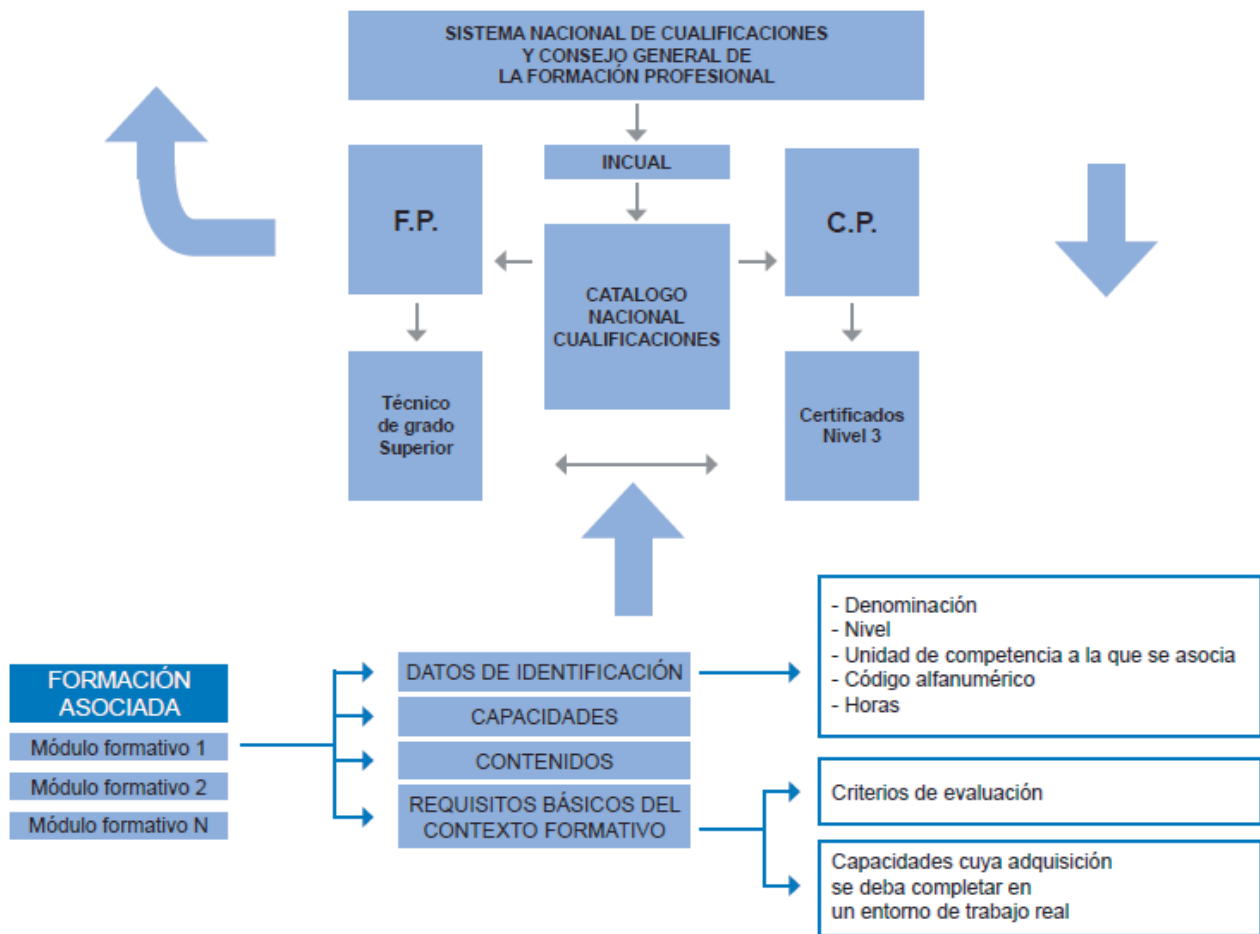 SISTEMA NACIONAL DE CUALIFICACIONES
Y CONSEJO GENERAL DE
LA FORMACIÓN PROFESIONAL
INCUAL
F.P.
C.P.
CATALOGO
NACIONAL
CUALIFICACIONES
Técnico
de grado
Superior
Certificados
Nivel 3
FORMACIÓN
ASOCIADA
Módulo formativo 1
Módulo formativo 2
Módulo formativo N
DATOS DE IDENTIFICACIÓN
CAPACIDADES
CONTENIDOS
REQUISITOS BÁSICOS DEL
CONTEXTO FORMATIVO
- Denominación
- Nivel
- Unidad de competencia a la que se asocia
- Código alfanumérico
- Horas
Criterios de evaluación
Capacidades cuya adquisición
se deba completar en
un entorno de trabajo real